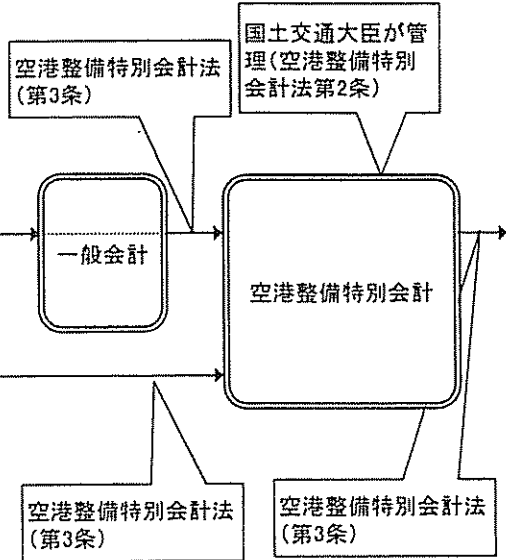 国土交通大臣が管
理(空港整備特別
会計法第2条)
空港整備特別会計法
(第3条)
一般会計
空港整備特別会計
空港整備特別会計法
(第3条)
空港整備特別会計法
(第3条)